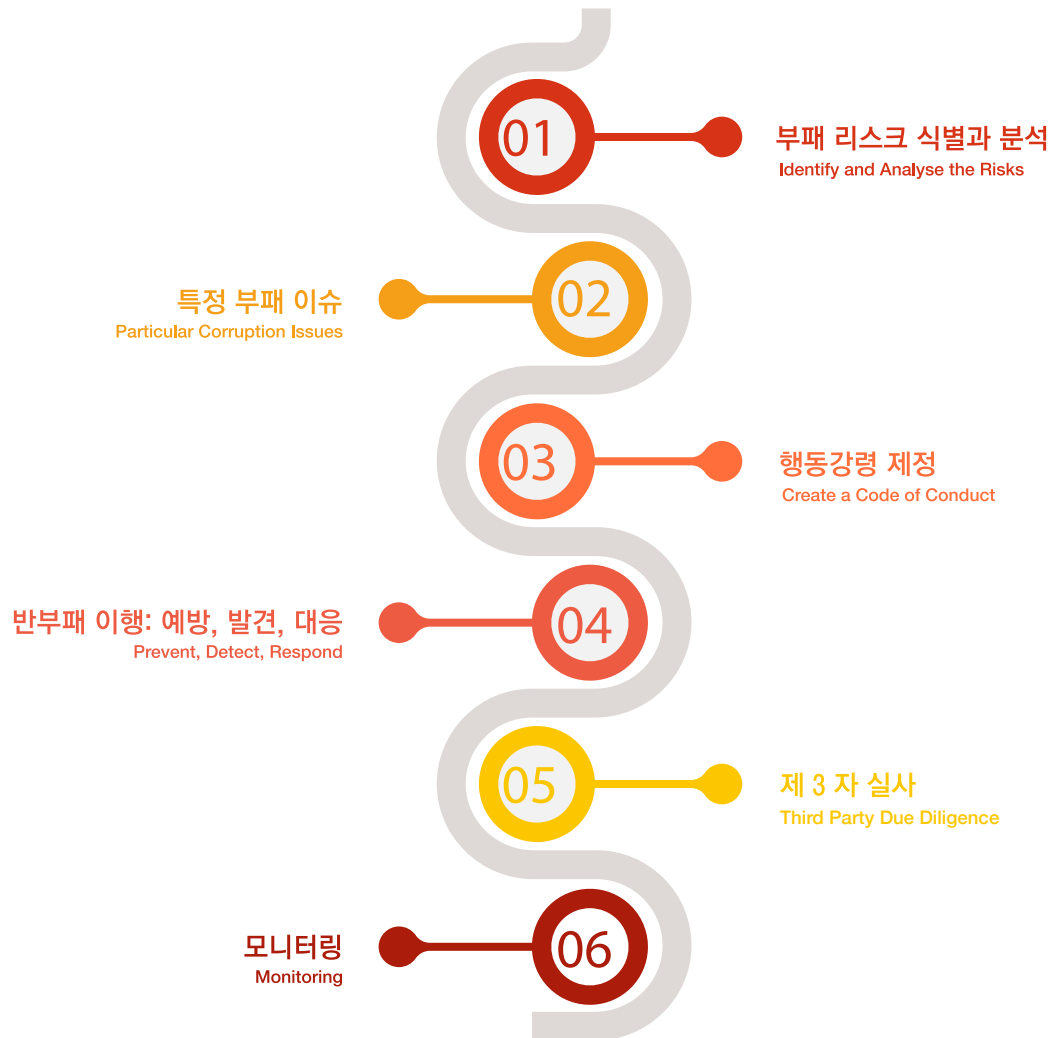 01
부패 리스크 식별과 분석
Identify and Analyse the Risks
02
특정 부패 이슈
Particular Corruption Issues
03
행동강령 제정
Create a Code of Conduct
04
반부패 이행: 예방, 발견, 대응
Prevent, Detect, Respond
05
제 3 자 실사
Third Party Due Diligence
06
모니터링
Monitoring